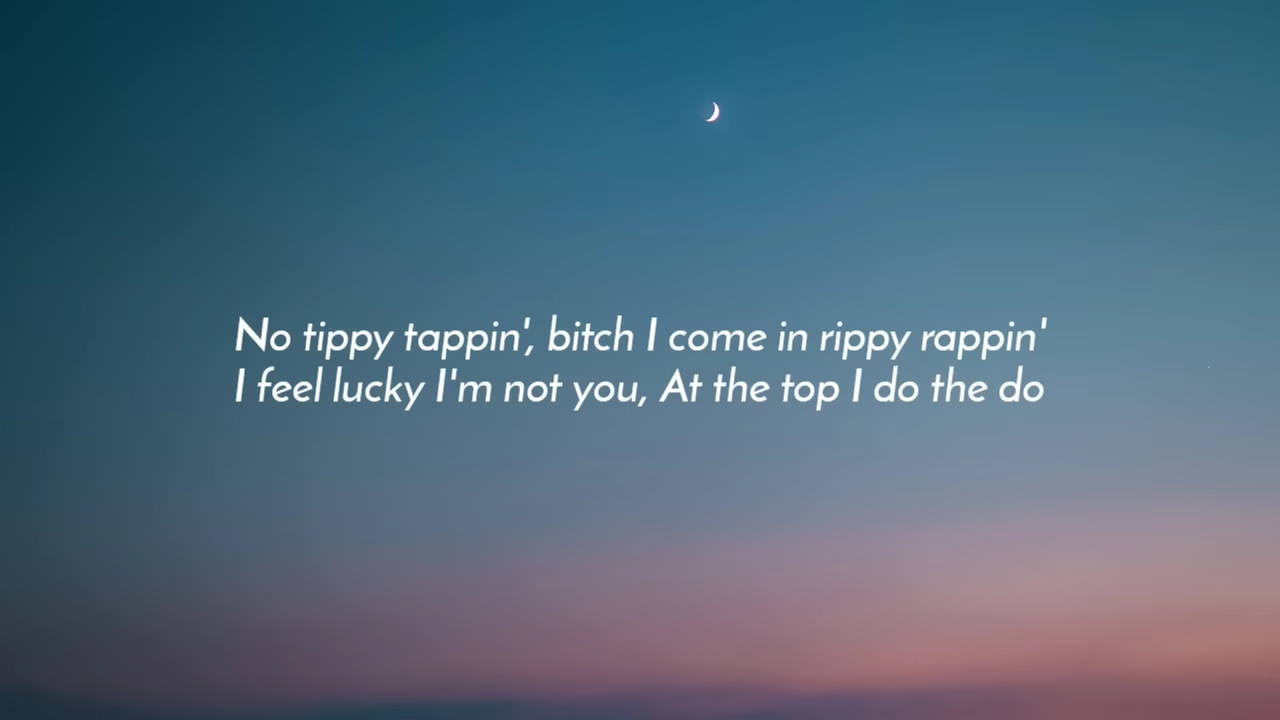 No tippy tappin', bitch I come in rippy rappin'
I feel lucky I'm not you, At the top I do the do